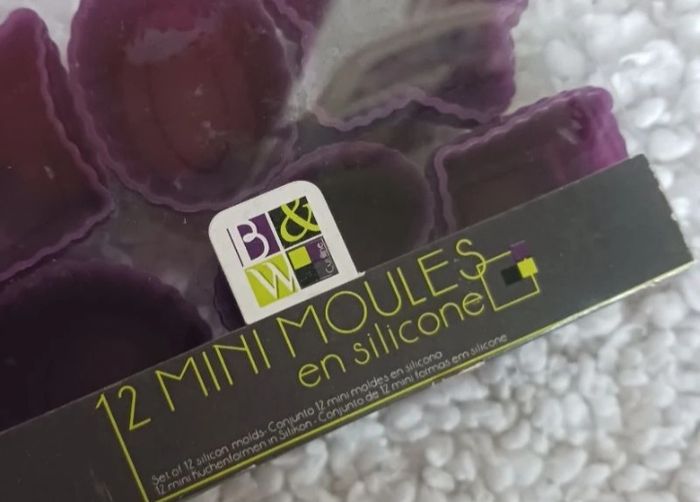 B&
W
Cuisine
12 MINI MOULES
en silicone
Set of 12 silicon molds - Conjunto 12 mini moldes en silicona
12 mini Kuchenformen in Silikon - Conjunto de 12 mini formas em silicone